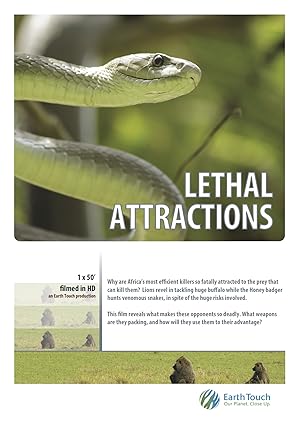 LETHAL
ATTRACTIONS
1 x 50'
filmed in HD
an Earth Touch production
Why are Africa's most efficient killers so fatally attracted to the prey that
can kill them? Lions revel in tackling huge buffalo while the Honey badger
hunts venomous snakes, in spite of the huge risks involved.
This film reveals what makes these opponents so deadly. What weapons
are they packing, and how will they use them to their advantage?
EarthTouch
Our Planet. Close Up.